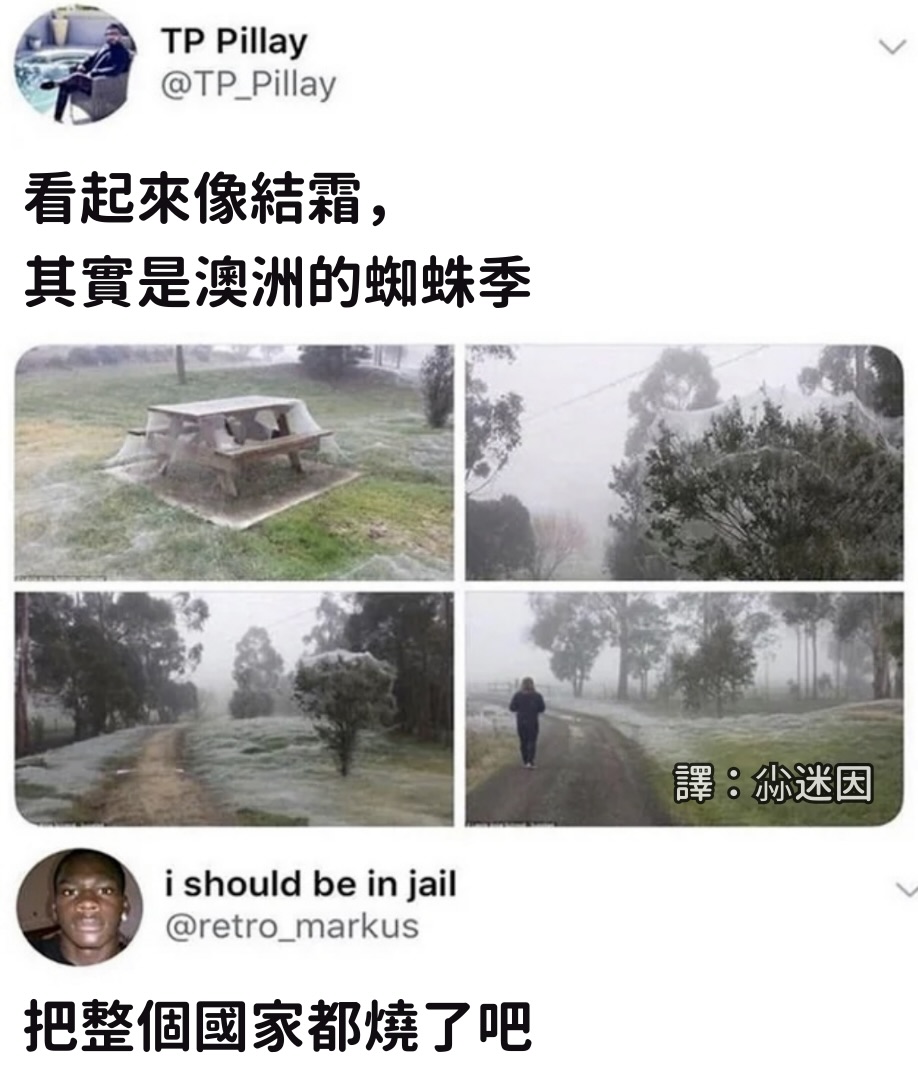 TP Pillay
@TP_Pillay
看起來像結霜，
其實是澳洲的蜘蛛季
譯：尛迷因
i should be in jail
@retro_markus
把整個國家都燒了吧